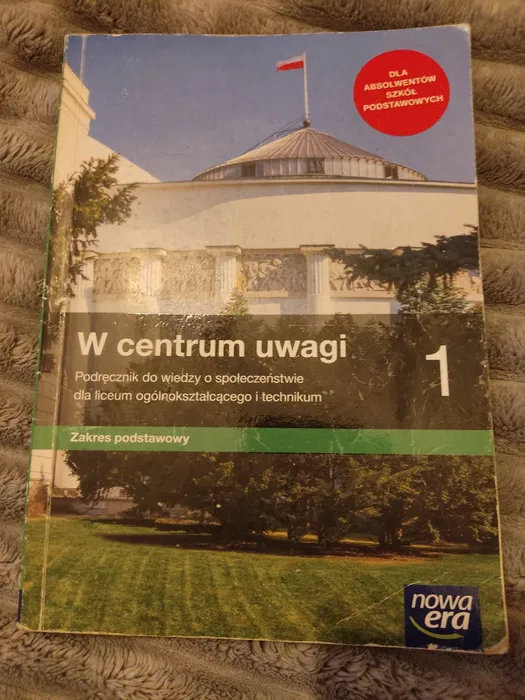 DLA
ABSOLWENTÓW
SZKÓŁ
PODSTAWOWYCH
W centrum uwagi
1
Podręcznik do wiedzy o społeczeństwie
dla liceum ogólnokształcącego i technikum
Zakres podstawowy
nowa
era